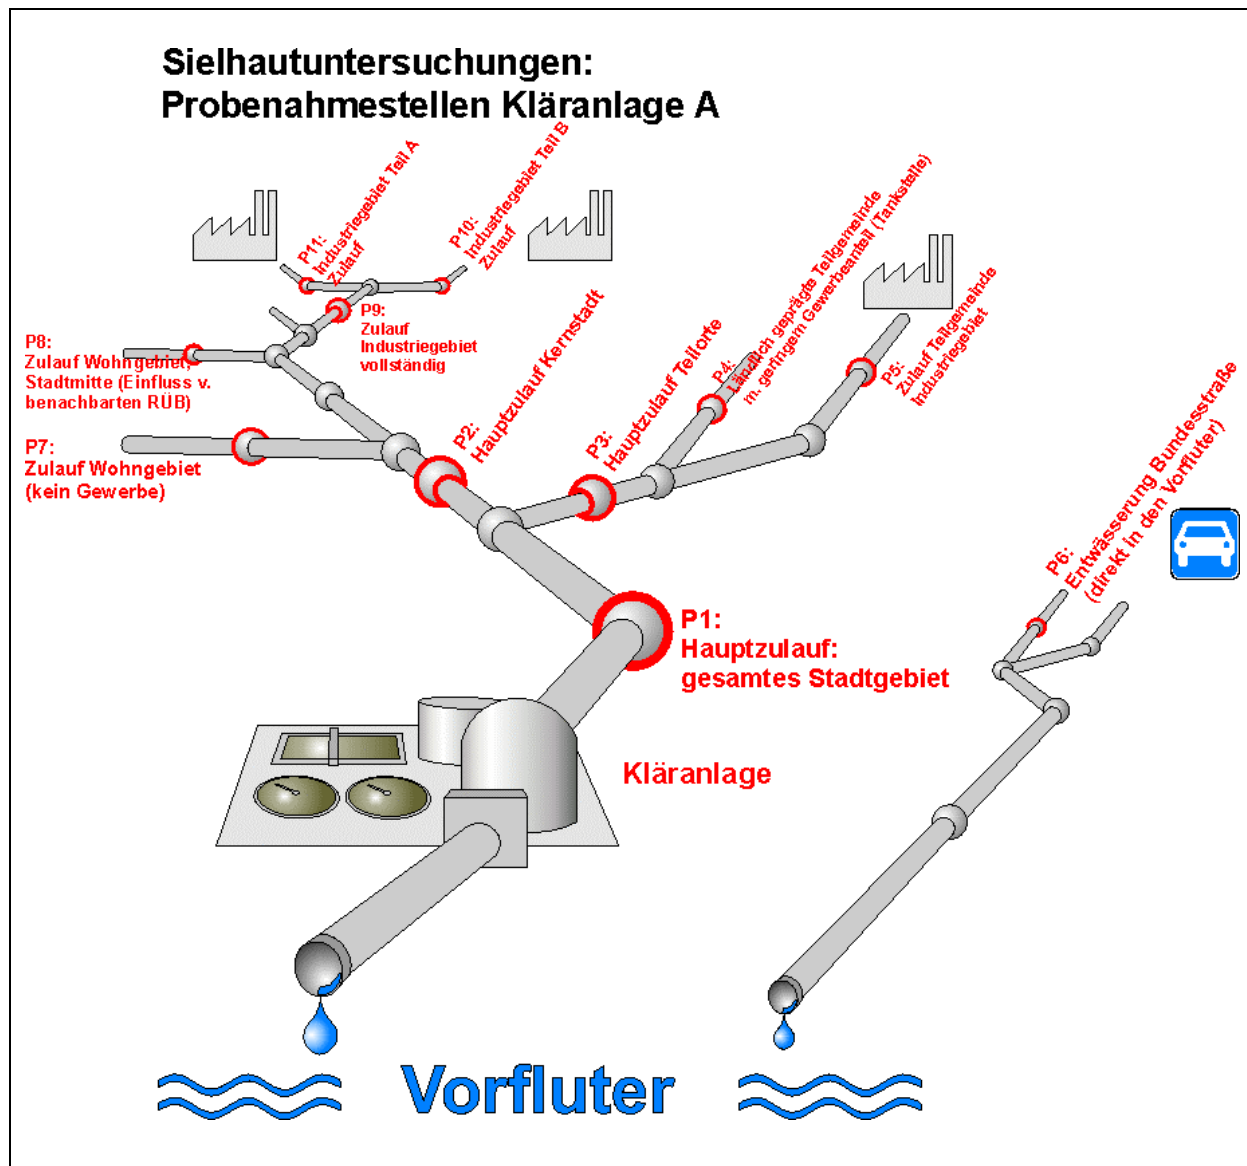 Sielhautuntersuchungen:
Probenahmestellen Kläranlage A
P11:
Industriegebiet Teil A
Zulauf
P10:
Industriegebiet Teil B
Zulauf
P9:
Zulauf
Industriegebiet
vollständig
P8:
Zulauf Wohngebiet,
Stadtmitte (Einfluss v.
benachbarten RÜB)
P7:
Zulauf Wohngebiet
(kein Gewerbe)
P2:
Hauptzulauf Kernstadt
P3:
Hauptzulauf Teilorte
P4:
Ländlich geprägte Teilgemeinde
m. geringem Gewerbeanteil (Tankstelle)
P5:
Zulauf Teilgemeinde
Industriegebiet
P6:
Entwässerung Bundesstraße
(direkt in den Vorfluter)
P1:
Hauptzulauf:
gesamtes Stadtgebiet
Kläranlage
Vorfluter